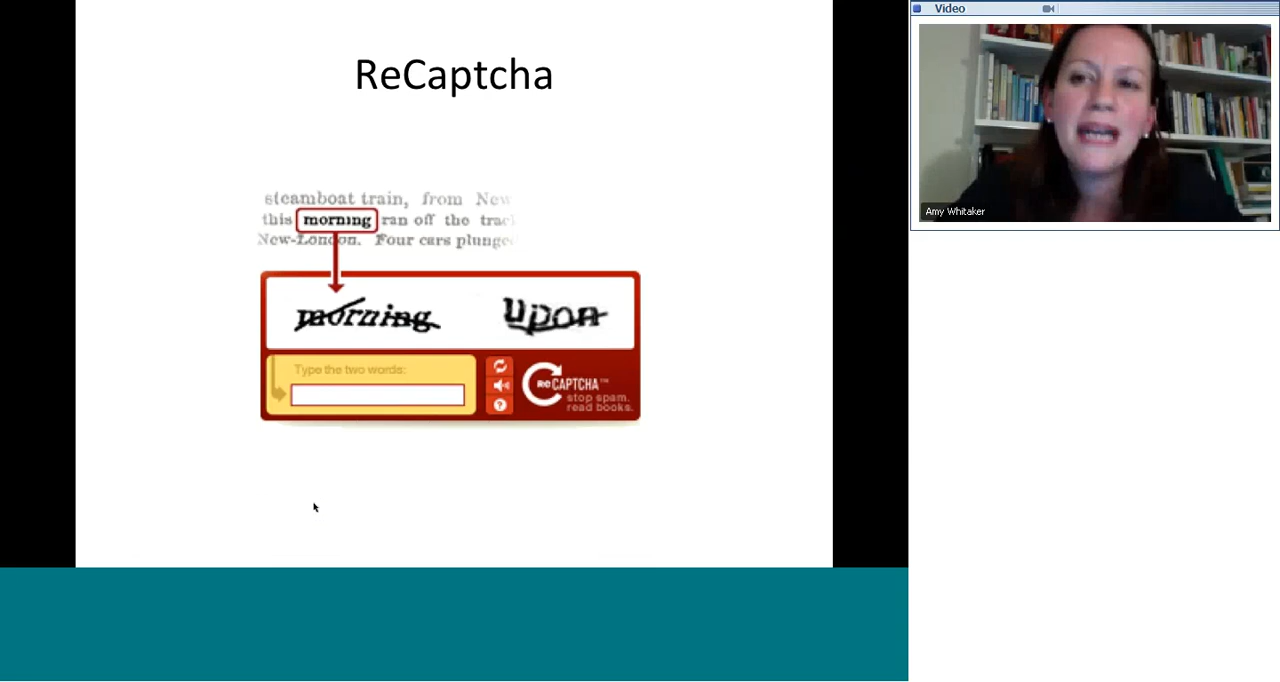 ReCaptcha
steamboat train, from New
this morning ran off the trac
New-London. Four cars plunge
morning upon
Type the two words:
ReCAPTCHA™
stop spam.
read books.
Video
Amy Whitaker